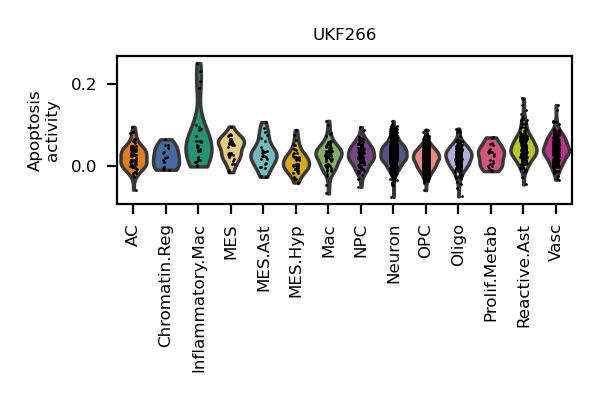 UKF266
Apoptosis
activity
0.2
0.0
AC
Chromatin.Reg
Inflammatory.Mac
MES
MES.Ast
MES.Hyp
Mac
NPC
Neuron
OPC
Oligo
Prolif.Metab
Reactive.Ast
Vasc